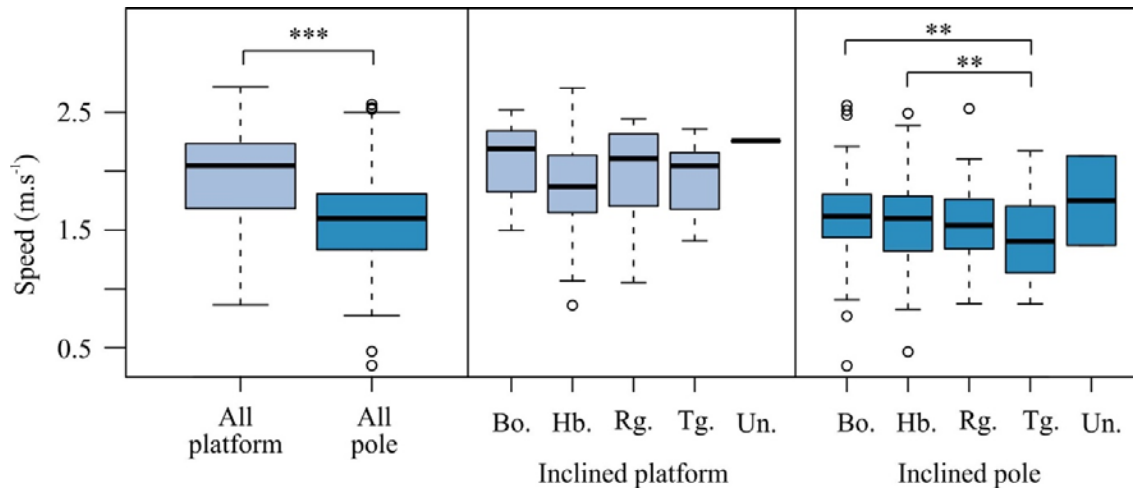 ***
**
**
Speed (m.s⁻¹)
2.5
1.5
0.5
All platform
All pole
Bo. Hb. Rg. Tg. Un.
Inclined platform
Bo. Hb. Rg. Tg. Un.
Inclined pole